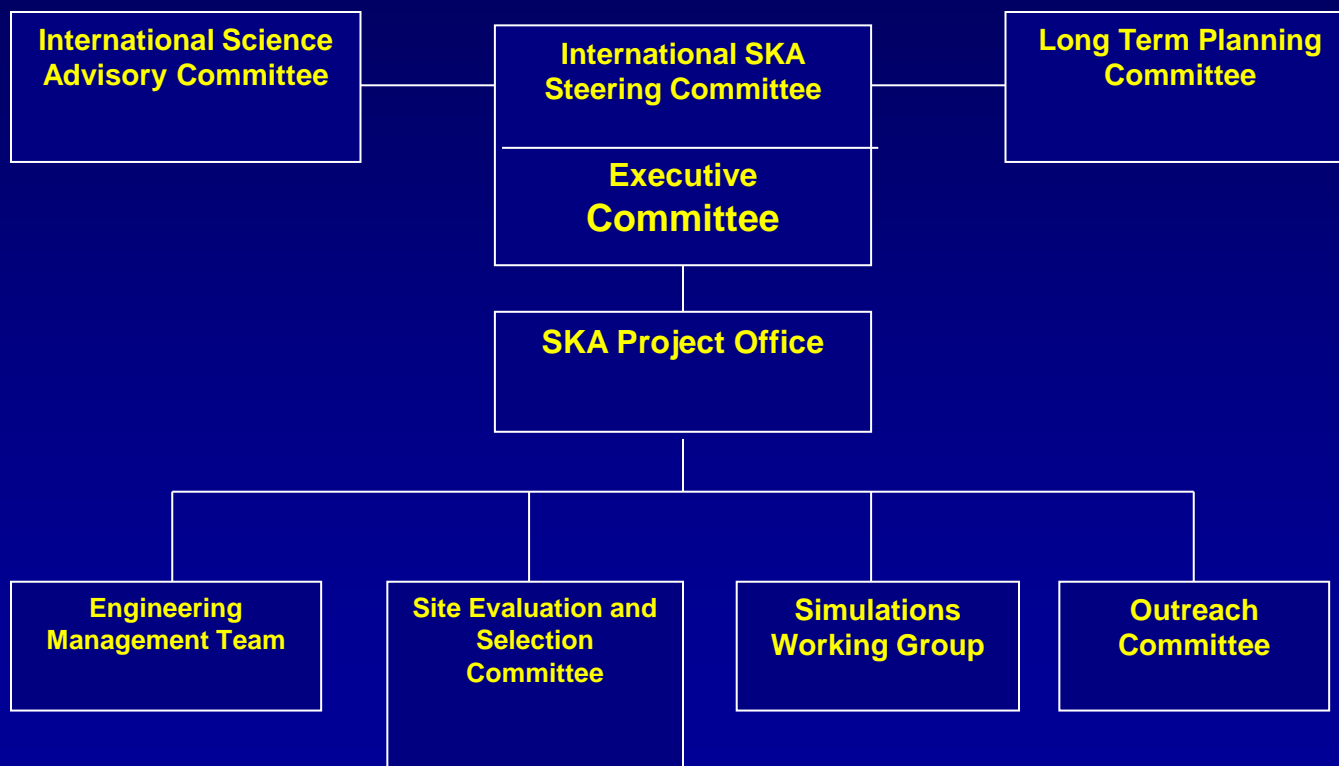 International Science
Advisory Committee
International SKA
Steering Committee
Executive
Committee
Long Term Planning
Committee
SKA Project Office
Engineering
Management Team
Site Evaluation and
Selection
Committee
Simulations
Working Group
Outreach
Committee